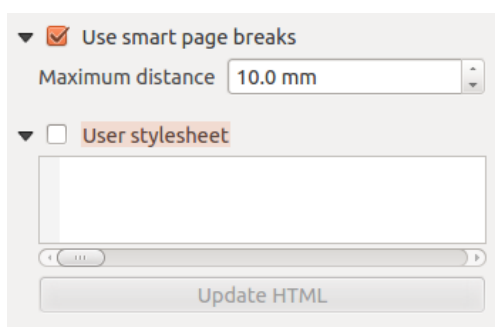 Use smart page breaks
Maximum distance 10.0 mm
User stylesheet
Update HTML